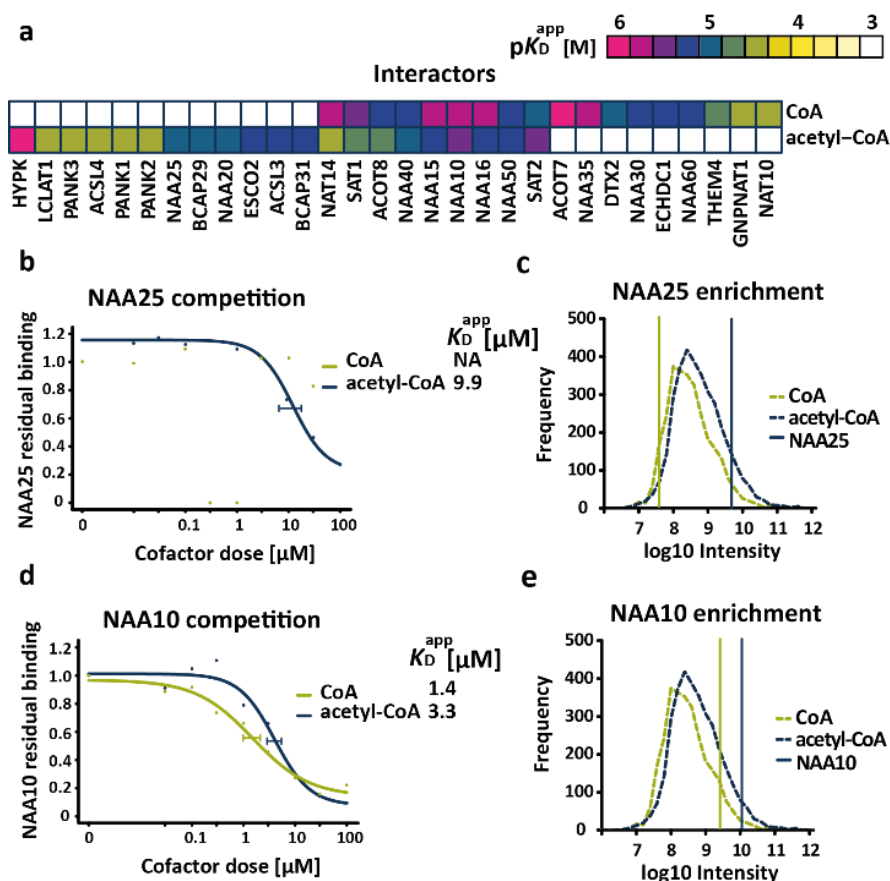 a
6 5 4 3
pK_D^app [M]
Interactors
CoA
acetyl–CoA
HYPK LCLAT1 PANK3 ACSL4 PANK1 PANK2 NAA25 BCAP29 NAA20 ESCO2 ACSL3 BCAP31 NAT14 SAT1 ACOT8 NAA40 NAA15 NAA10 NAA16 NAA50 SAT2 ACOT7 NAA35 DTX2 NAA30 ECHDC1 NAA60 THEM4 GNPNAT1 NAT10
b
NAA25 competition
K_D^app [µM]
CoA NA
acetyl-CoA 9.9
NAA25 residual binding
1.2
1.0
0.8
0.6
0.4
0.2
0
0 0.1 1 10 100
Cofactor dose [µM]
c
NAA25 enrichment
Frequency
500
400
300
200
100
0
CoA
acetyl-CoA
NAA25
7 8 9 10 11 12
log10 Intensity
d
NAA10 competition
K_D^app [µM]
CoA 1.4
acetyl-CoA 3.3
NAA10 residual binding
1.2
1.0
0.8
0.6
0.4
0.2
0
0 0.1 1 10 100
Cofactor dose [µM]
e
NAA10 enrichment
Frequency
500
400
300
200
100
0
CoA
acetyl-CoA
NAA10
7 8 9 10 11 12
log10 Intensity